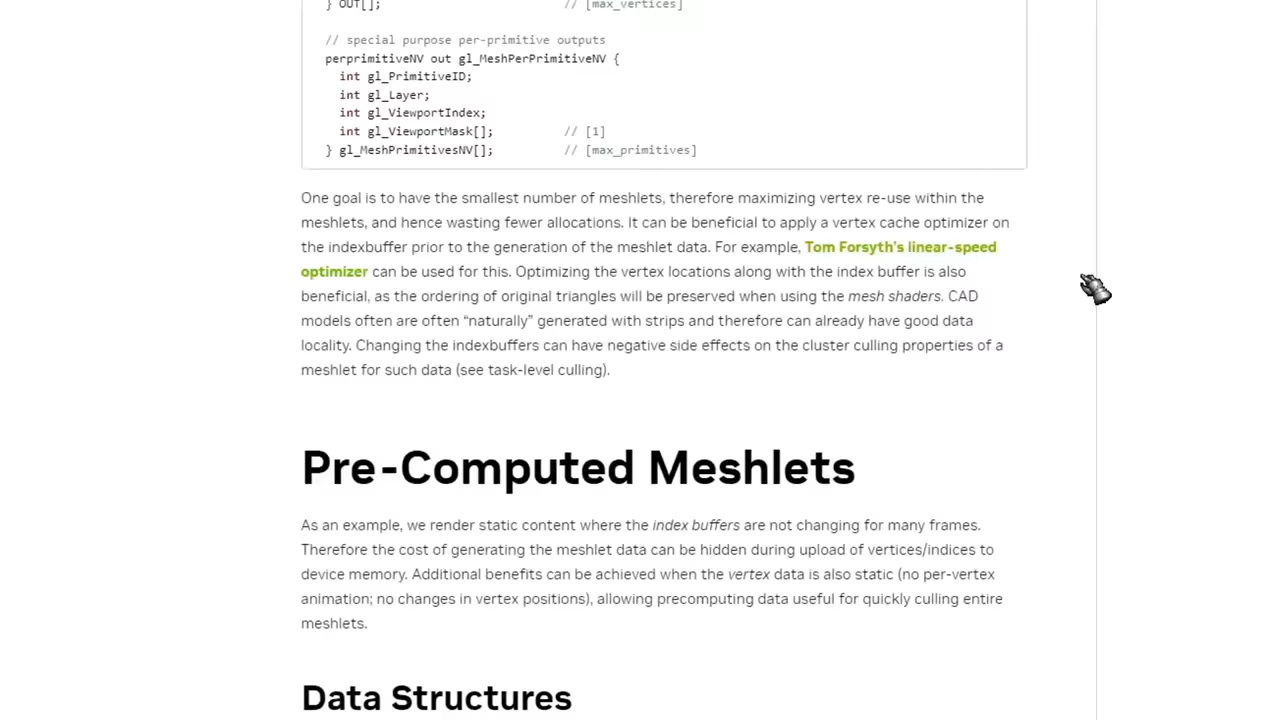 } OUT[];                          // [max_vertices]
// special purpose per-primitive outputs
perprimitiveNV out gl_MeshPerPrimitiveNV {
  int gl_PrimitiveID;
  int gl_Layer;
  int gl_ViewportIndex;
  int gl_ViewportMask[];          // [1]
} gl_MeshPrimitivesNV[];          // [max_primitives]
One goal is to have the smallest number of meshlets, therefore maximizing vertex re-use within the
meshlets, and hence wasting fewer allocations. It can be beneficial to apply a vertex cache optimizer on
the indexbuffer prior to the generation of the meshlet data. For example, Tom Forsyth's linear-speed
optimizer can be used for this. Optimizing the vertex locations along with the index buffer is also
beneficial, as the ordering of original triangles will be preserved when using the mesh shaders. CAD
models often are often “naturally” generated with strips and therefore can already have good data
locality. Changing the indexbuffers can have negative side effects on the cluster culling properties of a
meshlet for such data (see task-level culling).
Pre-Computed Meshlets
As an example, we render static content where the index buffers are not changing for many frames.
Therefore the cost of generating the meshlet data can be hidden during upload of vertices/indices to
device memory. Additional benefits can be achieved when the vertex data is also static (no per-vertex
animation; no changes in vertex positions), allowing precomputing data useful for quickly culling entire
meshlets.
Data Structures